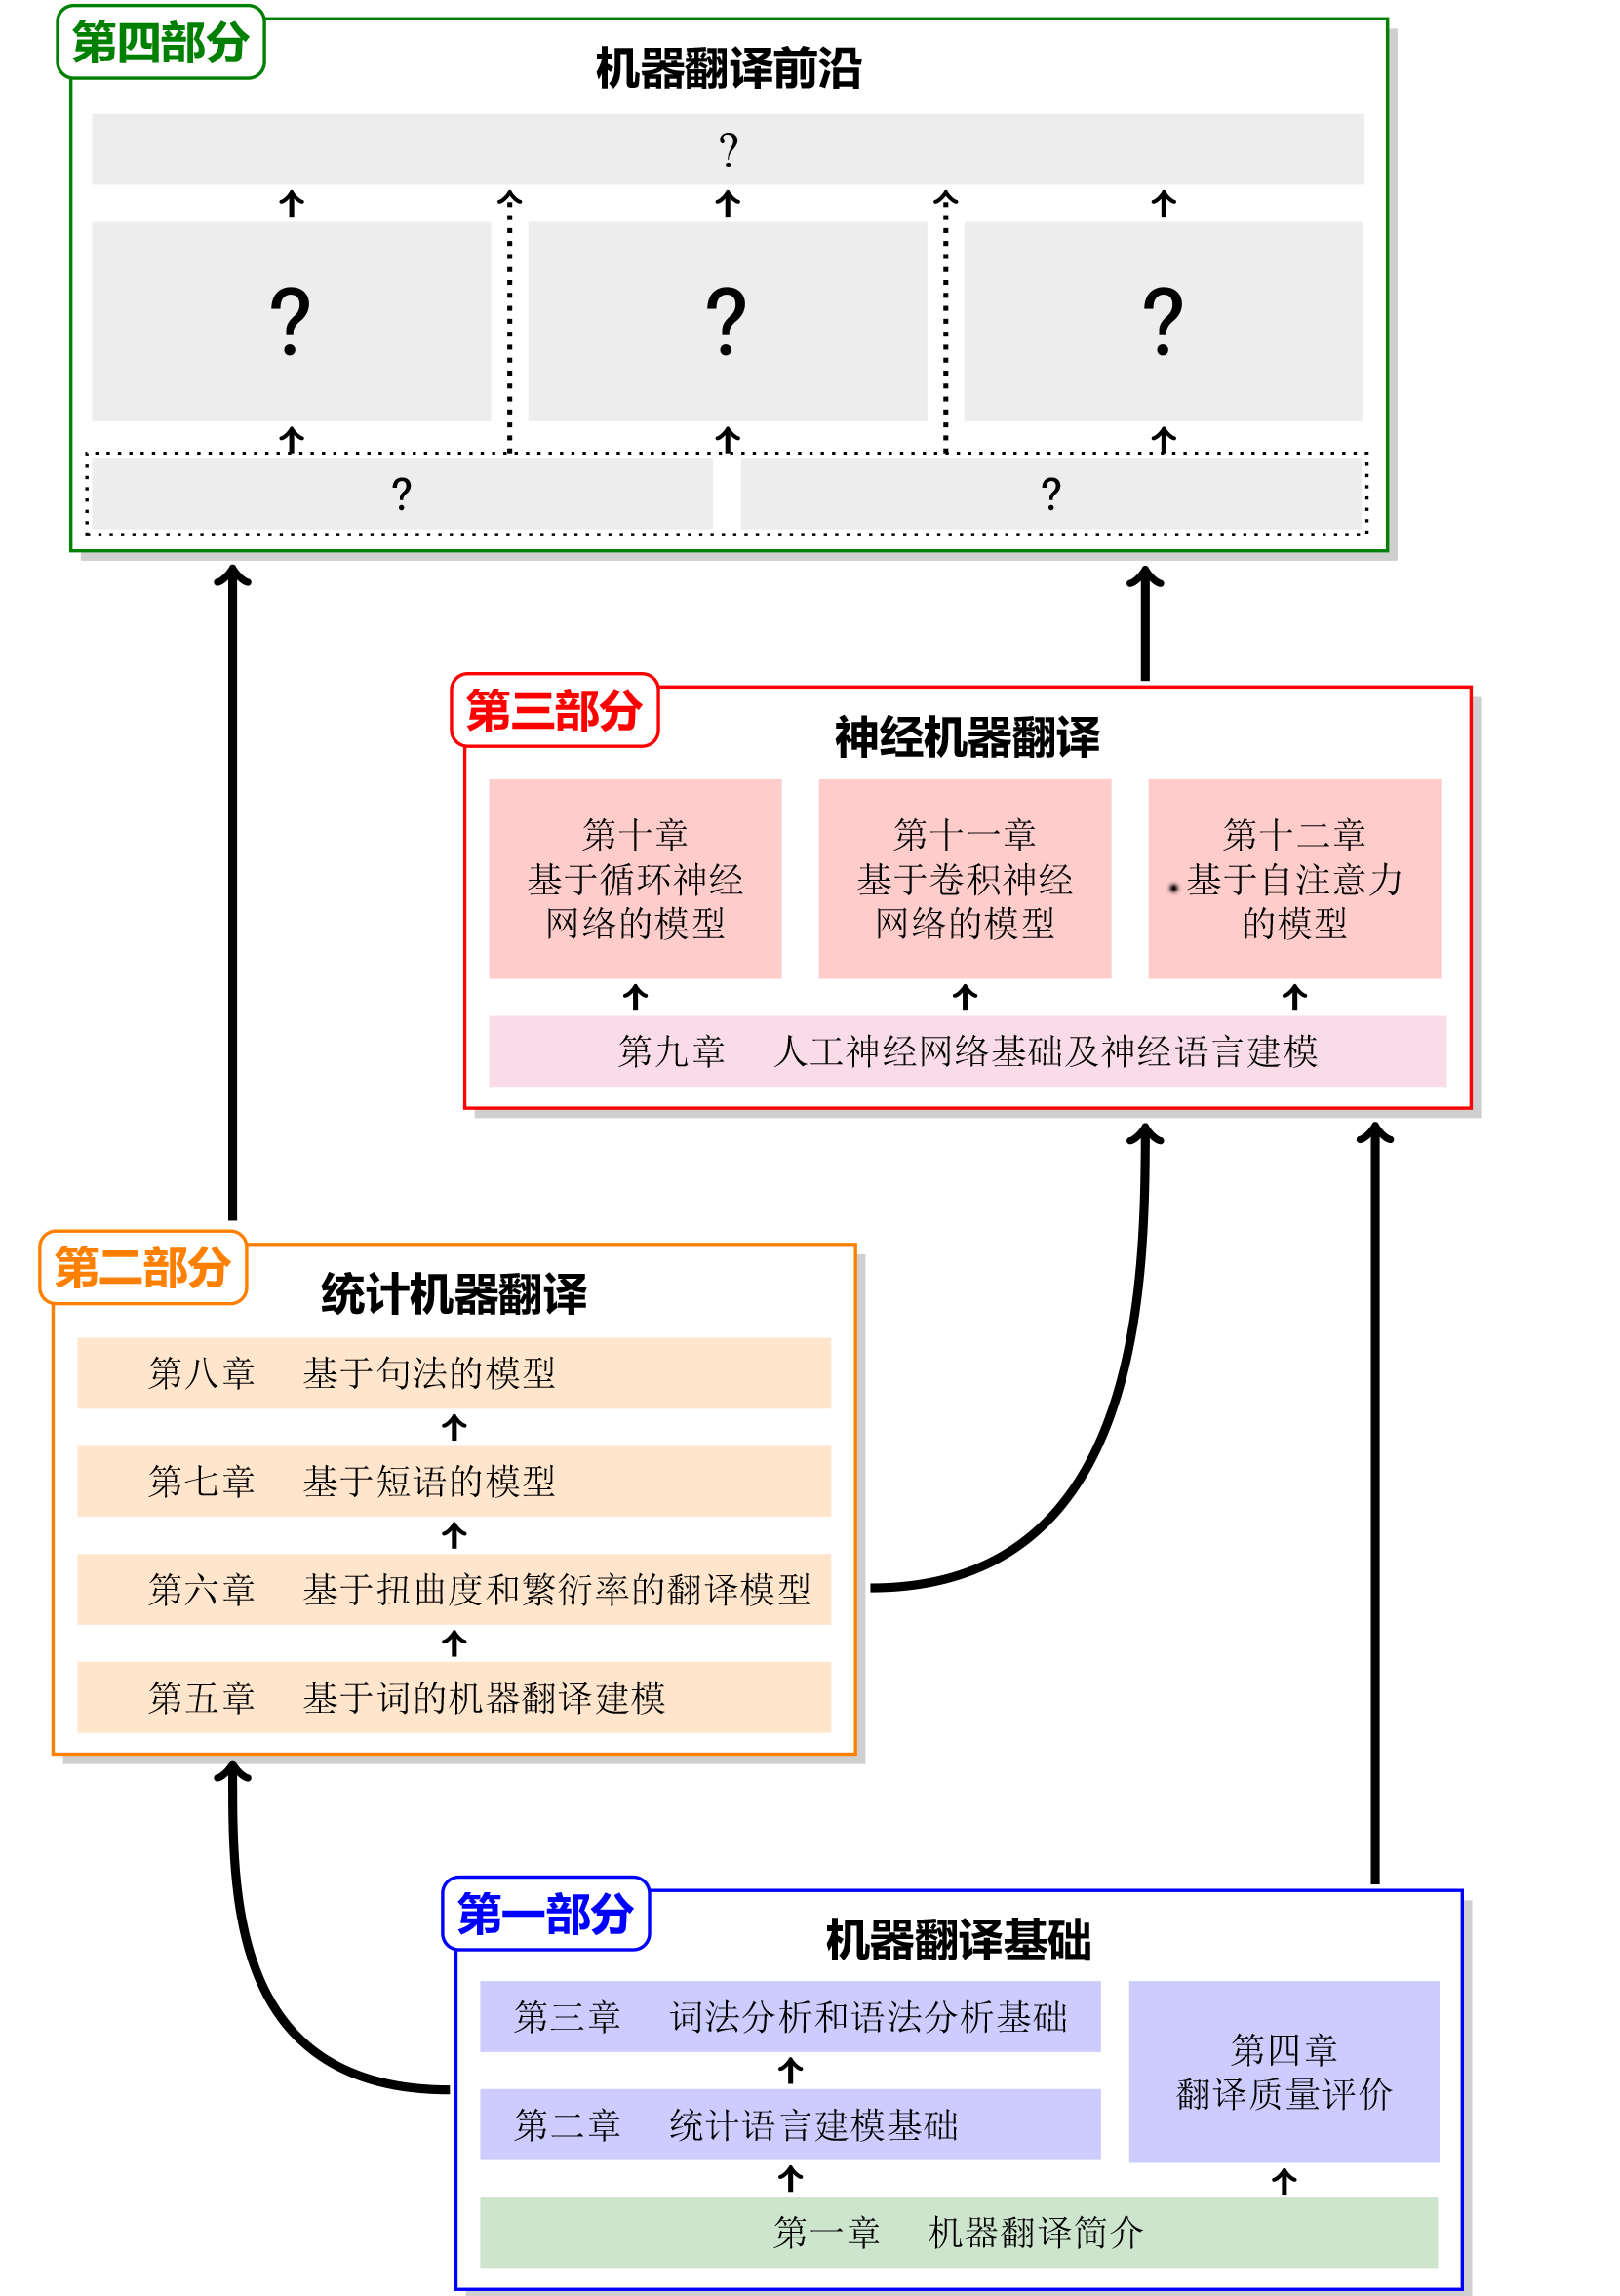 第四部分
机器翻译前沿
?
? ? ?
? ?
第三部分
神经机器翻译
第十章
基于循环神经
网络的模型
第十一章
基于卷积神经
网络的模型
第十二章
基于自注意力
的模型
第九章 人工神经网络基础及神经语言建模
第二部分
统计机器翻译
第八章 基于句法的模型
第七章 基于短语的模型
第六章 基于扭曲度和繁衍率的翻译模型
第五章 基于词的机器翻译建模
第一部分
机器翻译基础
第三章 词法分析和语法分析基础
第二章 统计语言建模基础
第四章
翻译质量评价
第一章 机器翻译简介